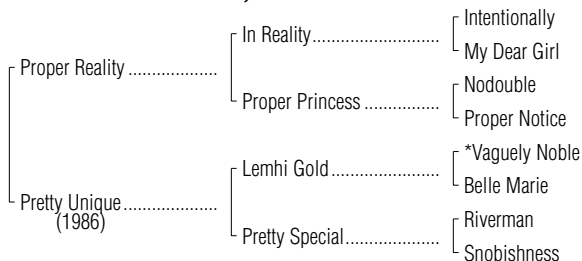 Intentionally
In Reality
My Dear Girl
Proper Reality
Nodouble
Proper Princess
Proper Notice
*Vaguely Noble
Lemhi Gold
Belle Marie
Pretty Unique
(1986)
Riverman
Pretty Special
Snobishness